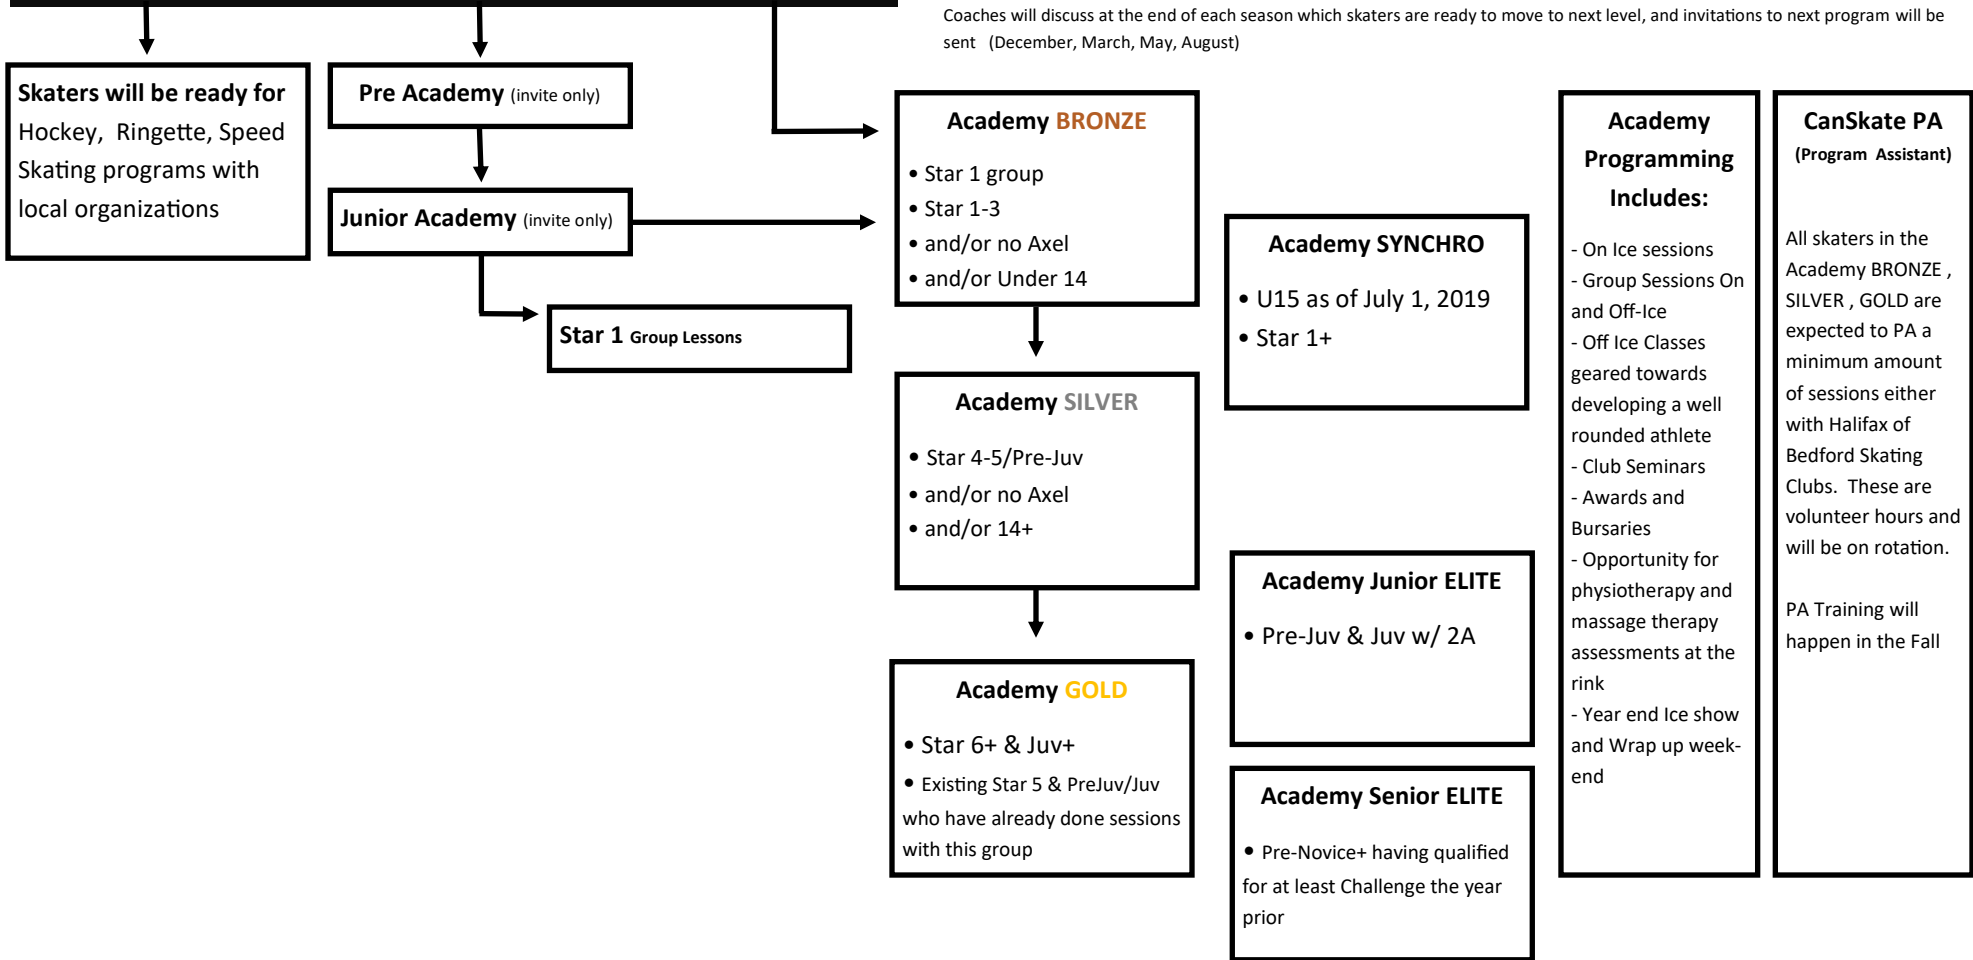 Coaches will discuss at the end of each season which skaters are ready to move to next level, and invitations to next program will be
sent (December, March, May, August)
Skaters will be ready for
Hockey, Ringette, Speed
Skating programs with
local organizations
Pre Academy (invite only)
Junior Academy (invite only)
Star 1 Group Lessons
Academy BRONZE
• Star 1 group
• Star 1-3
• and/or no Axel
• and/or Under 14
Academy SILVER
• Star 4-5/Pre-Juv
• and/or no Axel
• and/or 14+
Academy GOLD
• Star 6+ & Juv+
• Existing Star 5 & PreJuv/Juv
who have already done sessions
with this group
Academy SYNCHRO
• U15 as of July 1, 2019
• Star 1+
Academy Junior ELITE
• Pre-Juv & Juv w/ 2A
Academy Senior ELITE
• Pre-Novice+ having qualified
for at least Challenge the year
prior
Academy
Programming
Includes:
- On Ice sessions
- Group Sessions On
and Off-Ice
- Off Ice Classes
geared towards
developing a well
rounded athlete
- Club Seminars
- Awards and
Bursaries
- Opportunity for
physiotherapy and
massage therapy
assessments at the
rink
- Year end Ice show
and Wrap up week-
end
CanSkate PA
(Program Assistant)
All skaters in the
Academy BRONZE ,
SILVER , GOLD are
expected to PA a
minimum amount
of sessions either
with Halifax of
Bedford Skating
Clubs. These are
volunteer hours and
will be on rotation.
PA Training will
happen in the Fall